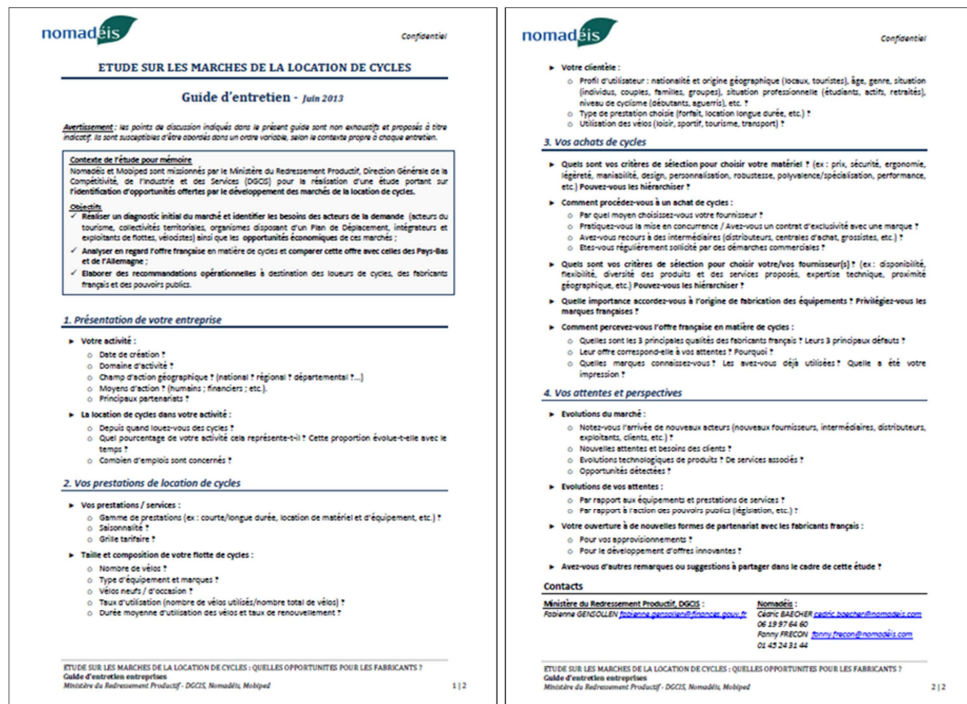 nomadéis
Confidentiel
ETUDE SUR LES MARCHES DE LA LOCATION DE CYCLES
Guide d'entretien - Juin 2013
Avertissement : les points de discussion indiqués dans le présent guide sont non exhaustifs et proposés à titre
indicatif. Ils sont susceptibles d'être abordés dans un ordre variable, selon le contexte propre à chaque entretien.
Contexte de l'étude pour mémoire
Nomadéis et Mobiped sont missionnés par le Ministère du Redressement Productif, Direction Générale de la
Compétitivité, de l'Industrie et des Services (DGCIS) pour la réalisation d'une étude portant sur
l'identification d'opportunités offertes par le développement des marchés de la location de cycles.
Objectifs
✓ Réaliser un diagnostic initial du marché et identifier les besoins des acteurs de la demande (acteurs du
tourisme, collectivités territoriales, organismes disposant d'un Plan de Déplacement, intégrateurs et
exploitants de flottes, vélocistes) ainsi que les opportunités économiques de ces marchés ;
✓ Analyser en regard l'offre française en matière de cycles et comparer cette offre avec celles des Pays-Bas
et de l'Allemagne ;
✓ Elaborer des recommandations opérationnelles à destination des loueurs de cycles, des fabricants
français et des pouvoirs publics.
1. Présentation de votre entreprise
► Votre activité :
o Date de création ?
o Domaine d'activité ?
o Champ d'action géographique ? (national ? régional ? départemental ?...)
o Moyens d'action ? (humains ; financiers ; etc.).
o Principaux partenariats ?
► La location de cycles dans votre activité :
o Depuis quand louez-vous des cycles ?
o Quel pourcentage de votre activité cela représente-t-il ? Cette proportion évolue-t-elle avec le
temps ?
o Combien d'emplois sont concernés ?
2. Vos prestations de location de cycles
► Vos prestations / services :
o Gamme de prestations (ex : courte/longue durée, location de matériel et d'équipement, etc.) ?
o Saisonnalité ?
o Grille tarifaire ?
► Taille et composition de votre flotte de cycles :
o Nombre de vélos ?
o Type d'équipement et marques ?
o Vélos neufs / d'occasion ?
o Taux d'utilisation (nombre de vélos utilisés/nombre total de vélos) ?
o Durée moyenne d'utilisation des vélos et taux de renouvellement ?
ETUDE SUR LES MARCHES DE LA LOCATION DE CYCLES : QUELLES OPPORTUNITES POUR LES FABRICANTS ?
Guide d'entretien entreprises
Ministère du Redressement Productif - DGCIS, Nomadéis, Mobiped
1 | 2
nomadéis
Confidentiel
► Votre clientèle :
o Profil d'utilisateur : nationalité et origine géographique (locaux, touristes), âge, genre, situation
(individus, couples, familles, groupes), situation professionnelle (étudiants, actifs, retraités),
niveau de cyclisme (débutants, aguerris), etc. ?
o Type de prestation choisie (forfait, location longue durée, etc.) ?
o Utilisation des vélos (loisir, sportif, tourisme, transport) ?
3. Vos achats de cycles
► Quels sont vos critères de sélection pour choisir votre matériel ? (ex : prix, sécurité, ergonomie,
légèreté, maniabilité, design, personnalisation, robustesse, polyvalence/spécialisation, performance,
etc.) Pouvez-vous les hiérarchiser ?
► Comment procédez-vous à un achat de cycles :
o Par quel moyen choisissez-vous votre fournisseur ?
o Pratiquez-vous la mise en concurrence / Avez-vous un contrat d'exclusivité avec une marque ?
o Avez-vous recours à des intermédiaires (distributeurs, centrales d'achat, grossistes, etc.) ?
o Etes-vous régulièrement sollicité par des démarches commerciales ?
► Quels sont vos critères de sélection pour choisir votre/vos fournisseur(s) ? (ex : disponibilité,
flexibilité, diversité des produits et des services proposés, expertise technique, proximité
géographique, etc.) Pouvez-vous les hiérarchiser ?
► Quelle importance accordez-vous à l'origine de fabrication des équipements ? Privilégiez-vous les
marques françaises ?
► Comment percevez-vous l'offre française en matière de cycles :
o Quelles sont les 3 principales qualités des fabricants français ? Leurs 3 principaux défauts ?
o Leur offre correspond-elle à vos attentes ? Pourquoi ?
o Quelles marques connaissez-vous ? Les avez-vous déjà utilisées ? Quelle a été votre
impression ?
4. Vos attentes et perspectives
► Evolutions du marché :
o Notez-vous l'arrivée de nouveaux acteurs (nouveaux fournisseurs, intermédiaires, distributeurs,
exploitants, clients, etc.) ?
o Nouvelles attentes et besoins des clients ?
o Evolutions technologiques de produits ? De services associés ?
o Opportunités détectées ?
► Evolutions de vos attentes :
o Par rapport aux équipements et prestations de services ?
o Par rapport à l'action des pouvoirs publics (législation, etc.) ?
► Votre ouverture à de nouvelles formes de partenariat avec les fabricants français :
o Pour vos approvisionnements ?
o Pour le développement d'offres innovantes ?
► Avez-vous d'autres remarques ou suggestions à partager dans le cadre de cette étude ?
Contacts
Ministère du Redressement Productif, DGCIS :
Fabienne GENSOLLEN fabienne.gensollen@finances.gouv.fr
Nomadéis :
Cédric BAECHER cedric.baecher@nomadeis.com
06 19 97 64 60
Fanny FRECON fanny.frecon@nomadeis.com
01 45 24 31 44
ETUDE SUR LES MARCHES DE LA LOCATION DE CYCLES : QUELLES OPPORTUNITES POUR LES FABRICANTS ?
Guide d'entretien entreprises
Ministère du Redressement Productif - DGCIS, Nomadéis, Mobiped
2 | 2